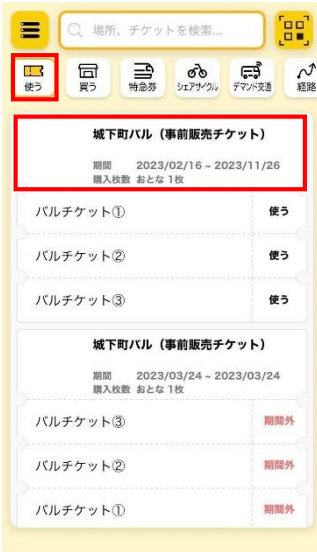 場所、チケットを検索...
使う 買う 特急券 シェアサイクル デマンド交通 経路
城下町バル（事前販売チケット）
期間 2023/02/16 ~ 2023/11/26
購入枚数 おとな 1枚
バルチケット① 使う
バルチケット② 使う
バルチケット③ 使う
城下町バル（事前販売チケット）
期間 2023/03/24 ~ 2023/03/24
購入枚数 おとな 1枚
バルチケット③ 期間外
バルチケット② 期間外
バルチケット① 期間外